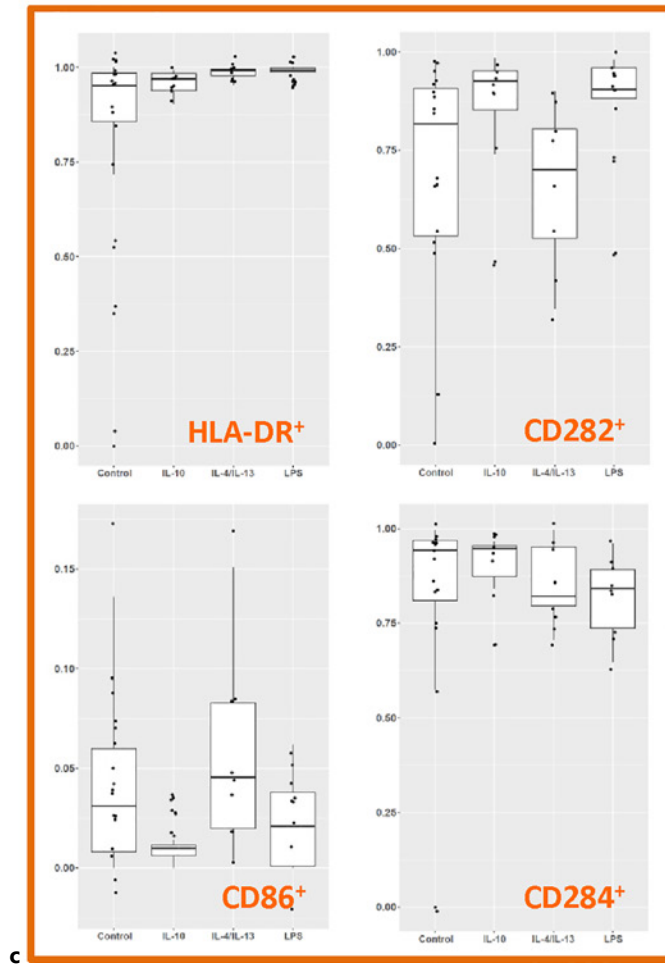 1.00
0.75
0.50
0.25
0.00
HLA-DR⁺
Control IL-10 IL-4/IL-13 LPS
1.00
0.75
0.50
0.25
0.00
CD282⁺
Control IL-10 IL-4/IL-13 LPS
0.15
0.10
0.05
0.00
CD86⁺
Control IL-10 IL-4/IL-13 LPS
1.00
0.75
0.50
0.25
0.00
CD284⁺
Control IL-10 IL-4/IL-13 LPS
c